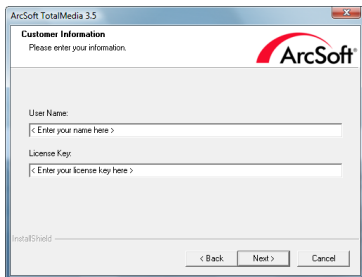 ArcSoft TotalMedia 3.5
Customer Information
Please enter your information.
ArcSoft®
User Name:
< Enter your name here >
License Key:
< Enter your license key here >
InstallShield
< Back
Next >
Cancel